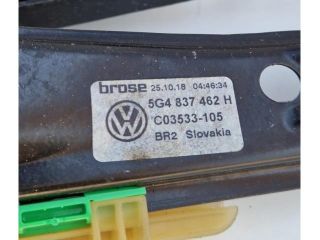 brose 25.10.18 04:46:34
5G4 837 462 H
C03533-105
BR2 Slovakia